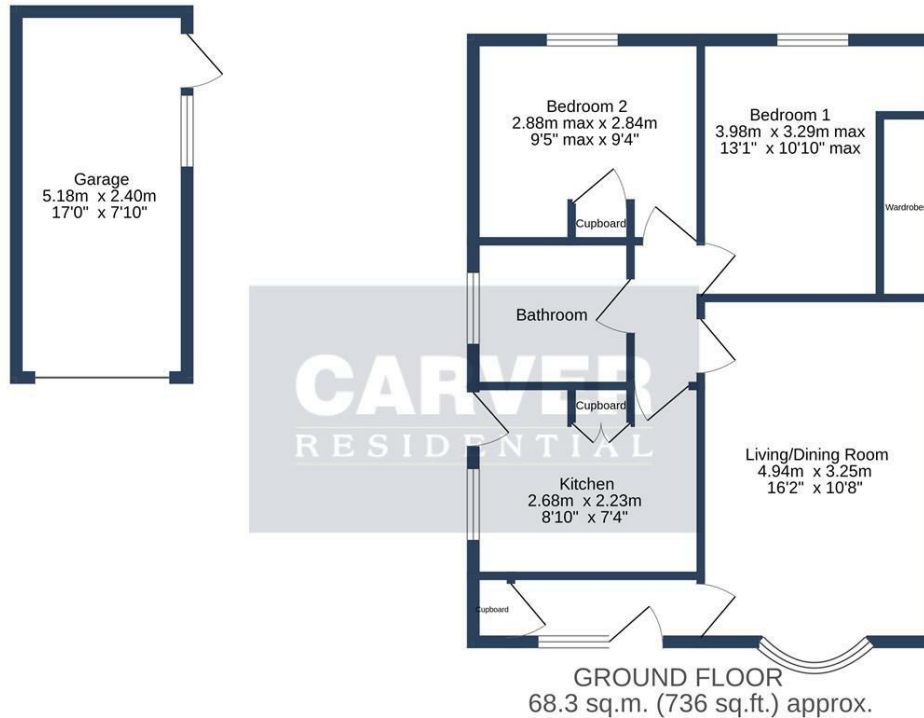 Garage
5.18m x 2.40m
17'0" x 7'10"
Bedroom 2
2.88m max x 2.84m
9'5" max x 9'4"
Cupboard
Bedroom 1
3.98m x 3.29m max
13'1" x 10'10" max
Wardrobes
Bathroom
CARVER
RESIDENTIAL
Cupboard
Kitchen
2.68m x 2.23m
8'10" x 7'4"
Living/Dining Room
4.94m x 3.25m
16'2" x 10'8"
Cupboard
GROUND FLOOR
68.3 sq.m. (736 sq.ft.) approx.